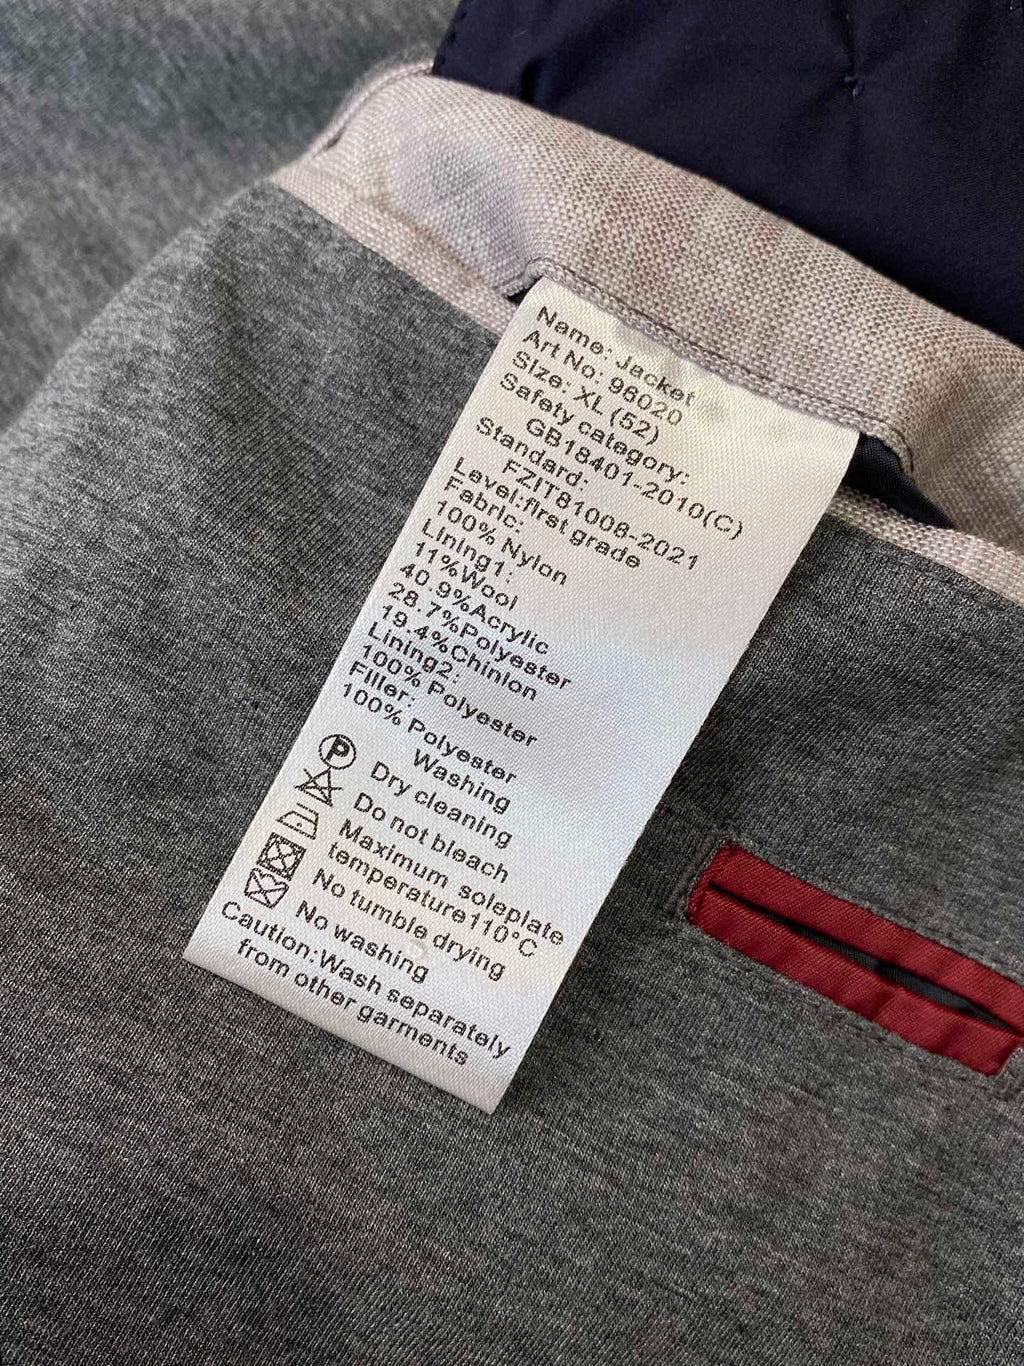 Name: Jacket
Art No: 96020
Size: XL (52)
Safety category:
GB18401-2010(C)
Standard:
FZIT81008-2021
Level:first grade
Fabric:
100% Nylon
Lining1:
11%Wool
40.9%Acrylic
28.7%Polyester
19.4%Chinlon
Lining2:
100% Polyester
Filler:
100% Polyester
Washing
P Dry cleaning
Do not bleach
Maximum soleplate
temperature110°C
No tumble drying
No washing
Caution:Wash separately
from other garments